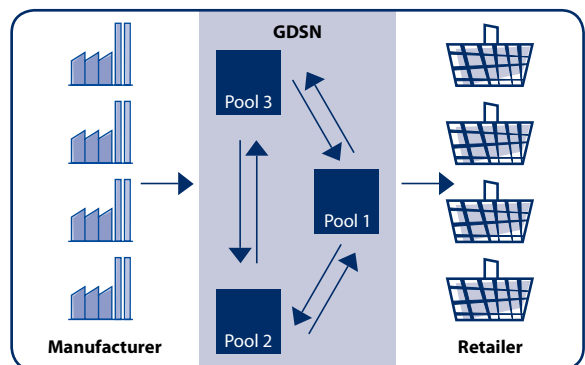 GDSN
Pool 3
Pool 1
Pool 2
Manufacturer
Retailer